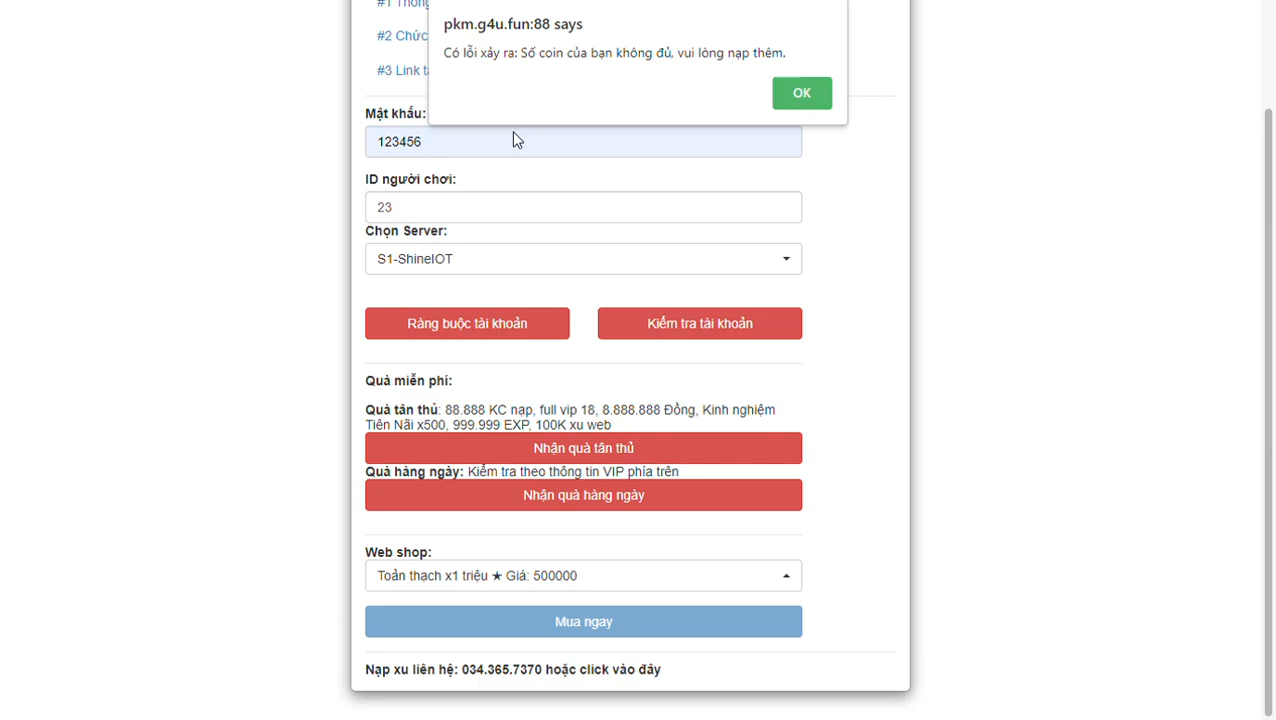 #1 Thông
pkm.g4u.fun:88 says
#2 Chức
Có lỗi xảy ra: Số coin của bạn không đủ, vui lòng nạp thêm.
#3 Link
OK
Mật khẩu:
123456
ID người chơi:
23
Chọn Server:
S1-ShineIOT
Ràng buộc tài khoản
Kiểm tra tài khoản
Quà miễn phí:
Quà tân thủ: 88.888 KC nạp, full vip 18, 8.888.888 Đồng, Kinh nghiệm
Tiên Nãi x500, 999.999 EXP, 100K xu web
Nhận quà tân thủ
Quà hàng ngày: Kiểm tra theo thông tin VIP phía trên
Nhận quà hàng ngày
Web shop:
Toản thạch x1 triệu ★ Giá: 500000
Mua ngay
Nạp xu liên hệ: 034.365.7370 hoặc click vào đây